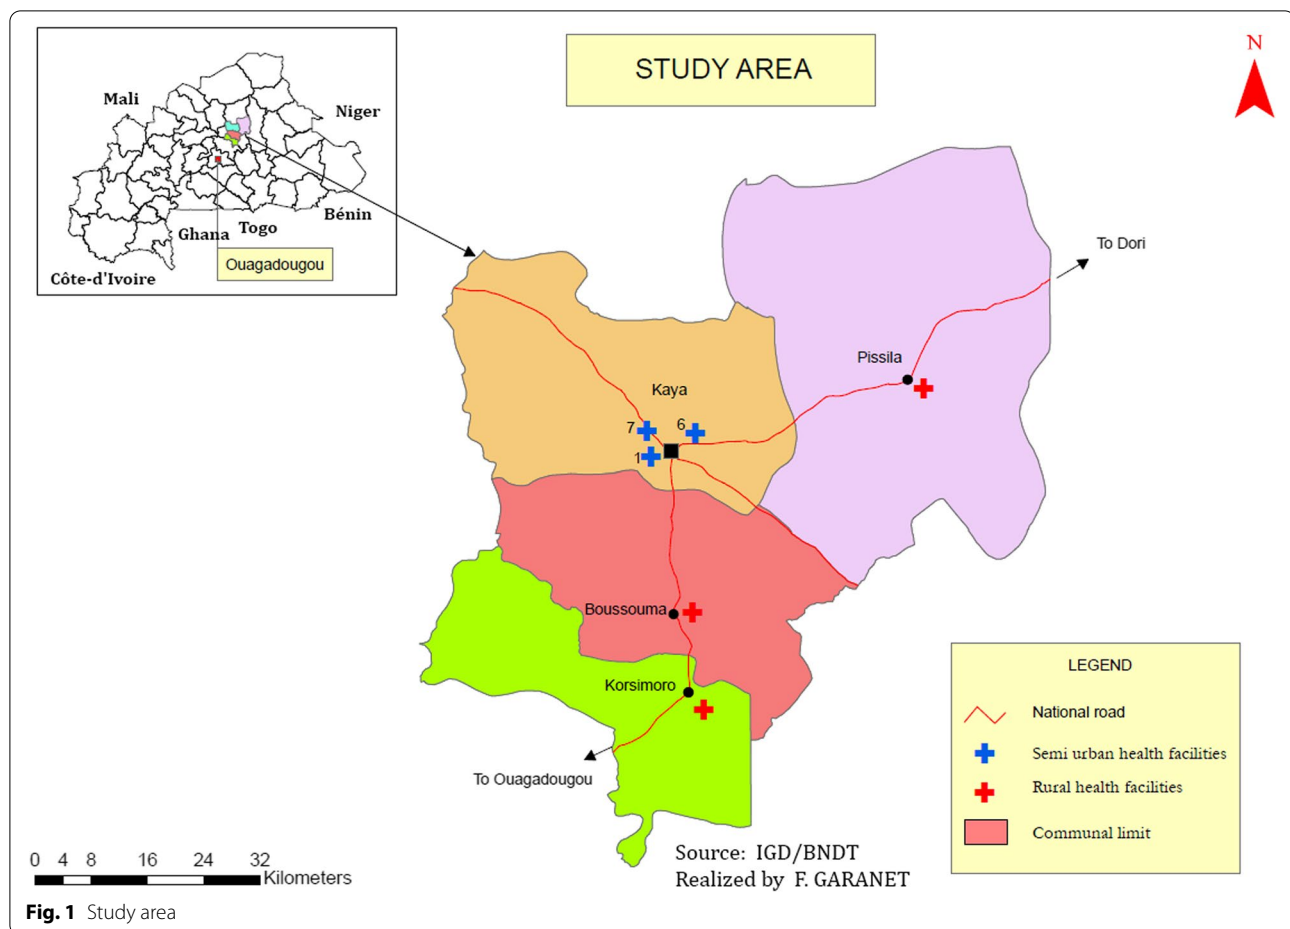 STUDY AREA
N
Mali
Niger
Bénin
Togo
Ghana
Côte-d'Ivoire
Ouagadougou
To Dori
Pissila
Kaya
7
6
1
Boussouma
Korsimoro
To Ouagadougou
LEGEND
National road
Semi urban health facilities
Rural health facilities
Communal limit
0 4 8 16 24 32
Kilometers
Source: IGD/BNDT
Realized by F. GARANET
Fig. 1 Study area